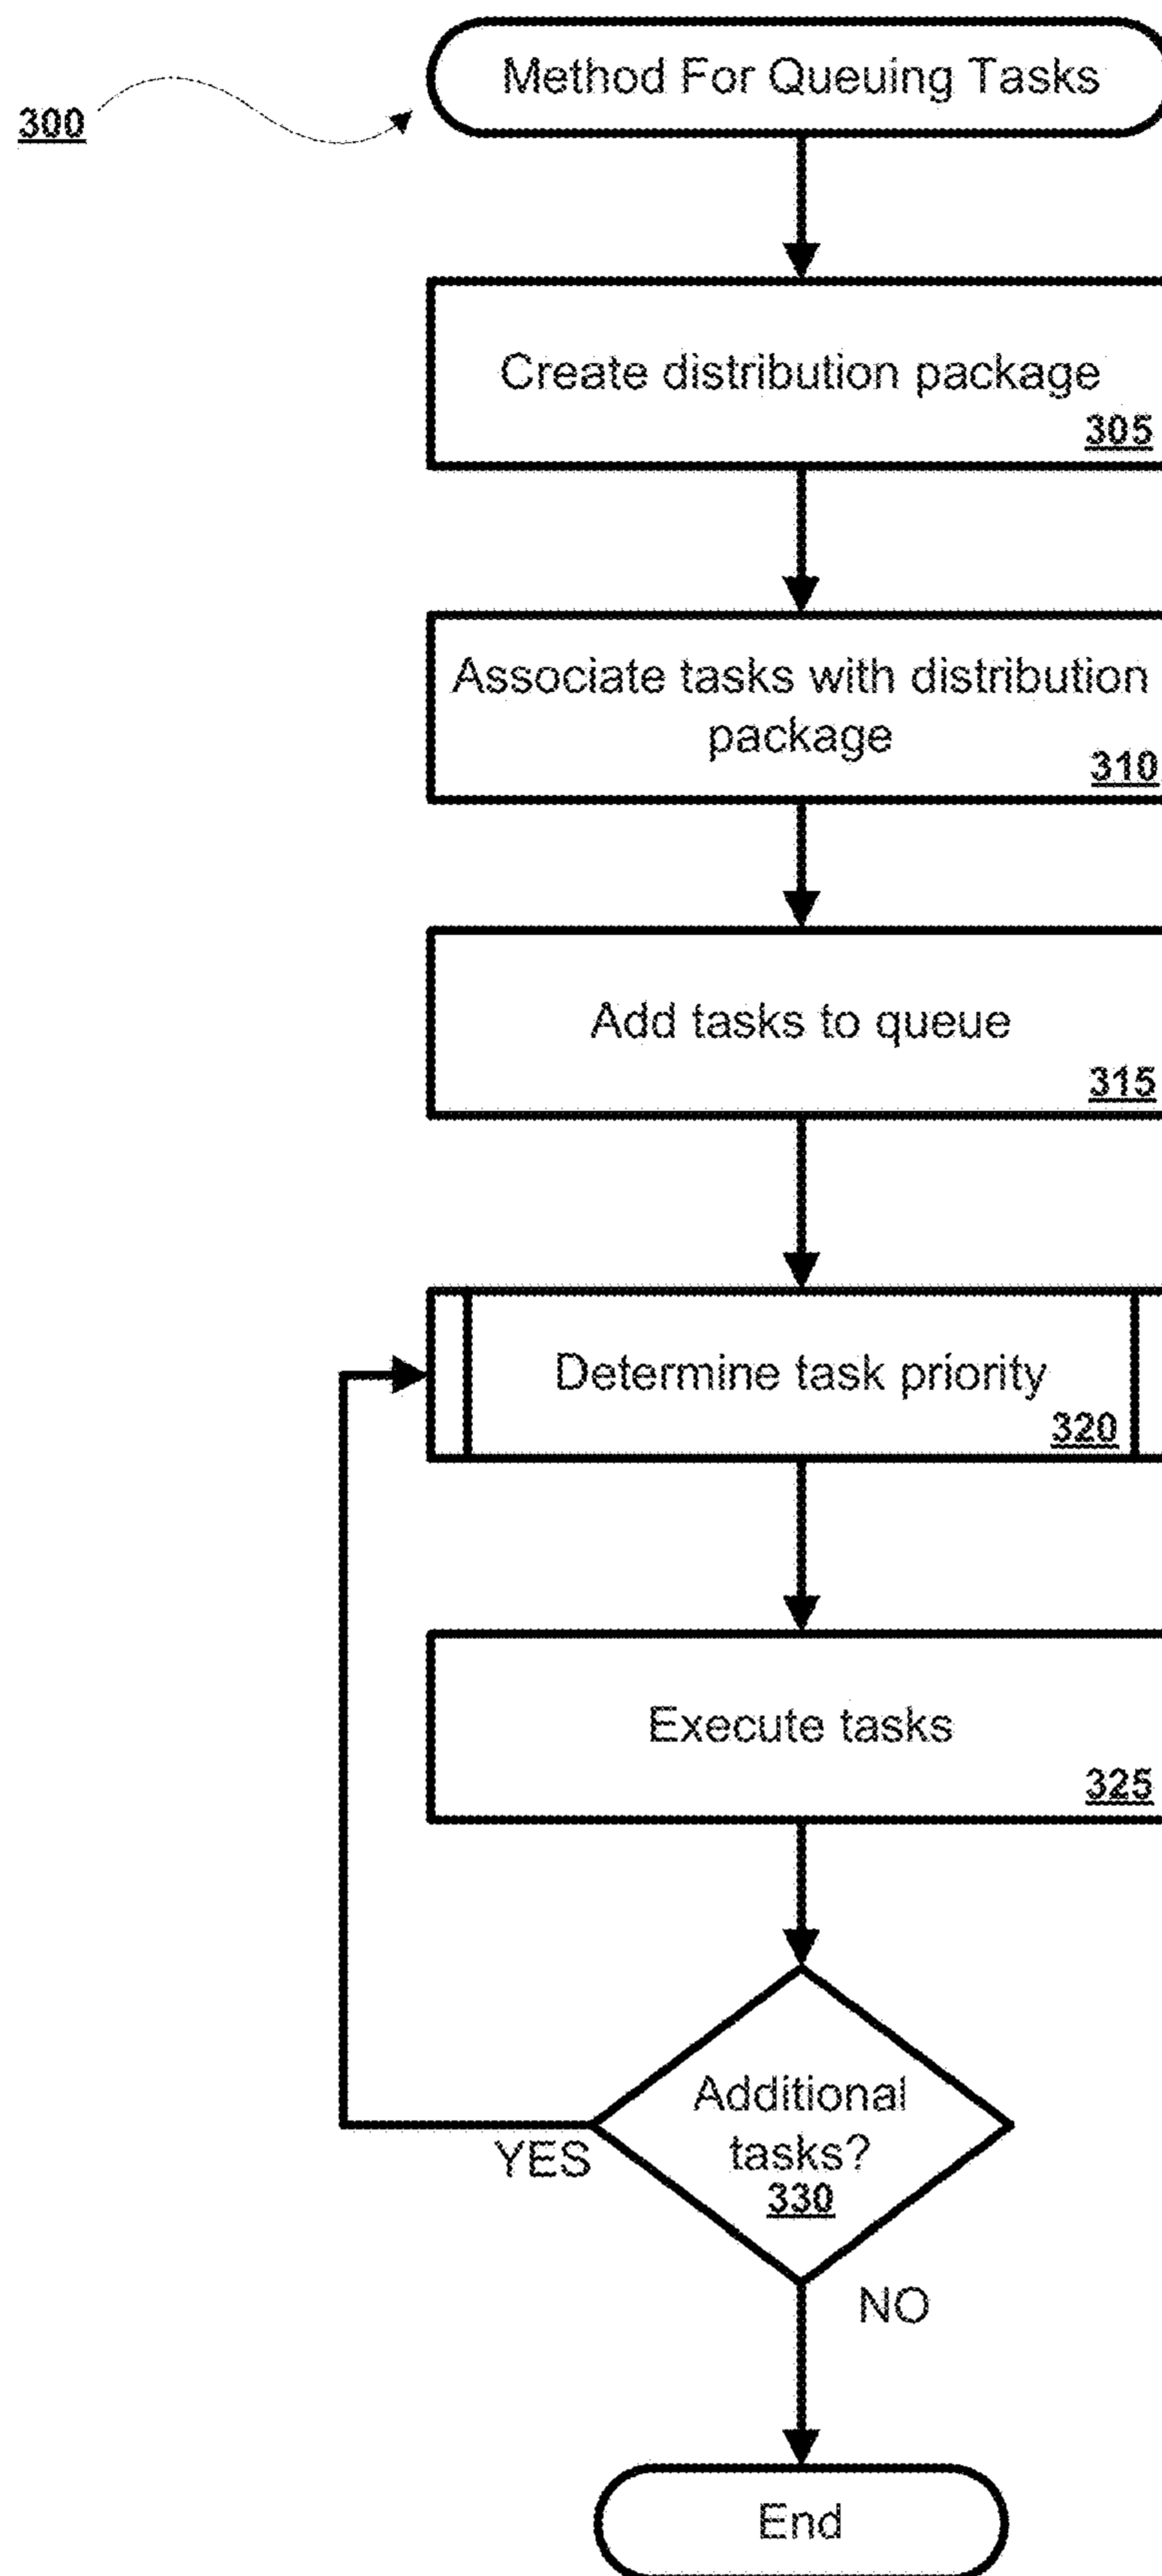 Method For Queuing Tasks
300
Create distribution package
305
Associate tasks with distribution
package
310
Add tasks to queue
315
Determine task priority
320
Execute tasks
325
Additional
tasks?
330
YES
NO
End